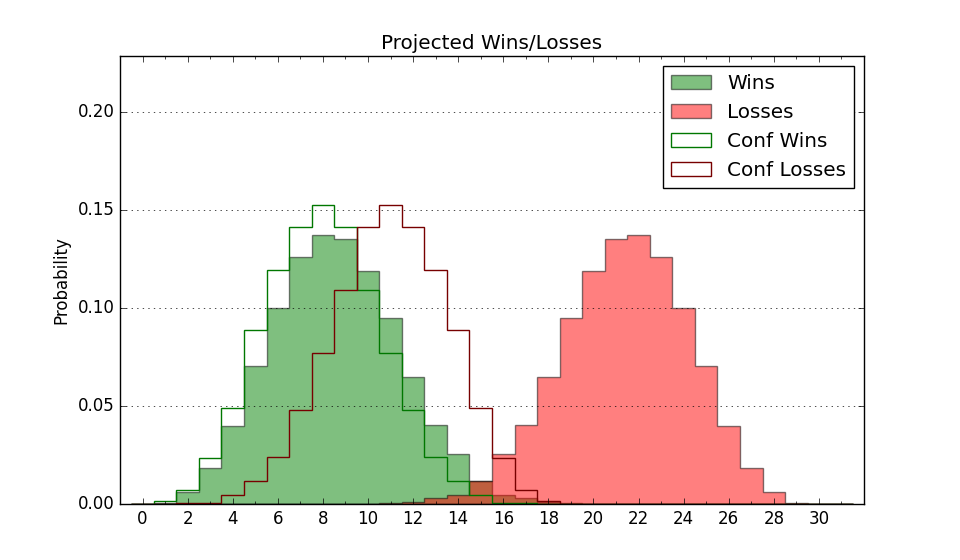 Projected Wins/Losses
Wins
Losses
Conf Wins
Conf Losses
Probability
0.20
0.15
0.10
0.05
0.00
0 2 4 6 8 10 12 14 16 18 20 22 24 26 28 30